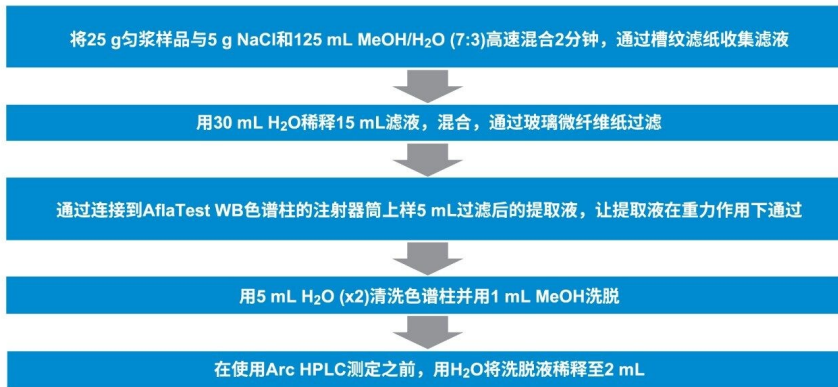 将25 g匀浆样品与5 g NaCl和125 mL MeOH/H₂O (7:3)高速混合2分钟，通过槽纹滤纸收集滤液
用30 mL H₂O稀释15 mL滤液，混合，通过玻璃微纤维纸过滤
通过连接到AflaTest WB色谱柱的注射器筒上样5 mL过滤后的提取液，让提取液在重力作用下通过
用5 mL H₂O (x2)清洗色谱柱并用1 mL MeOH洗脱
在使用Arc HPLC测定之前，用H₂O将洗脱液稀释至2 mL